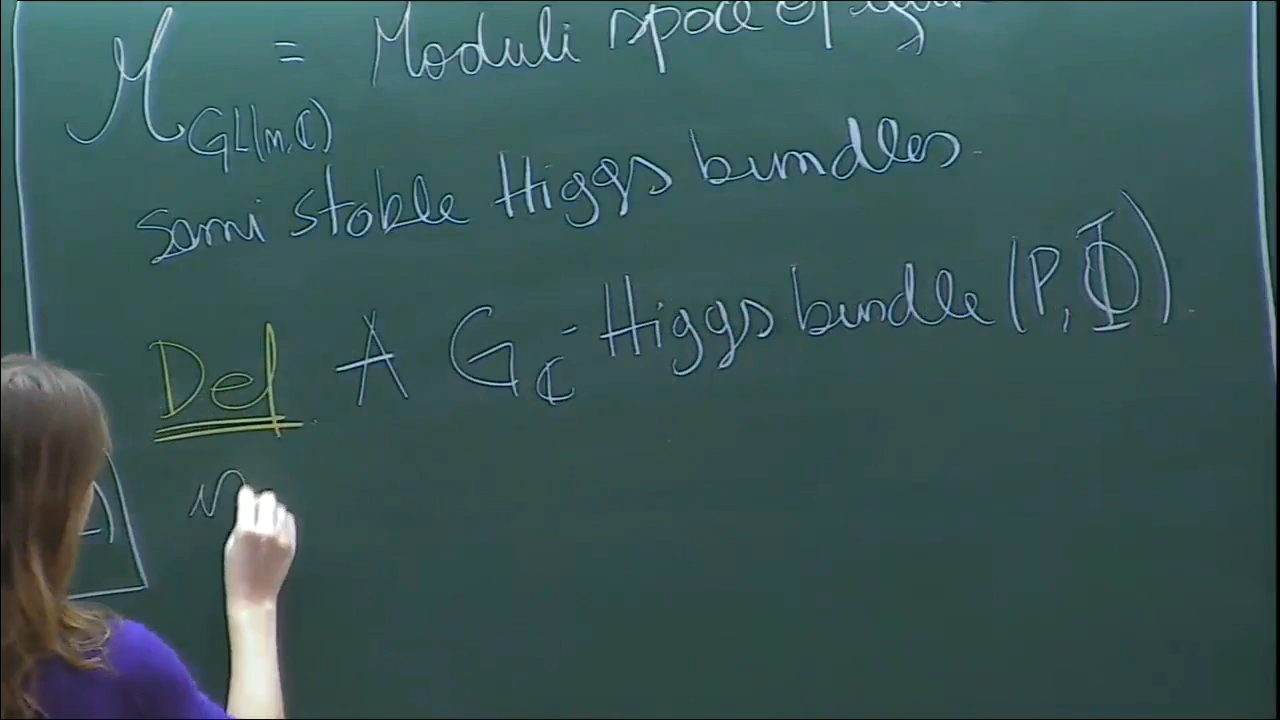 M_{GL(n,ℂ)} = Moduli space of
semi stable Higgs bundles.
Def. A G_ℂ-Higgs bundle (P, Φ)